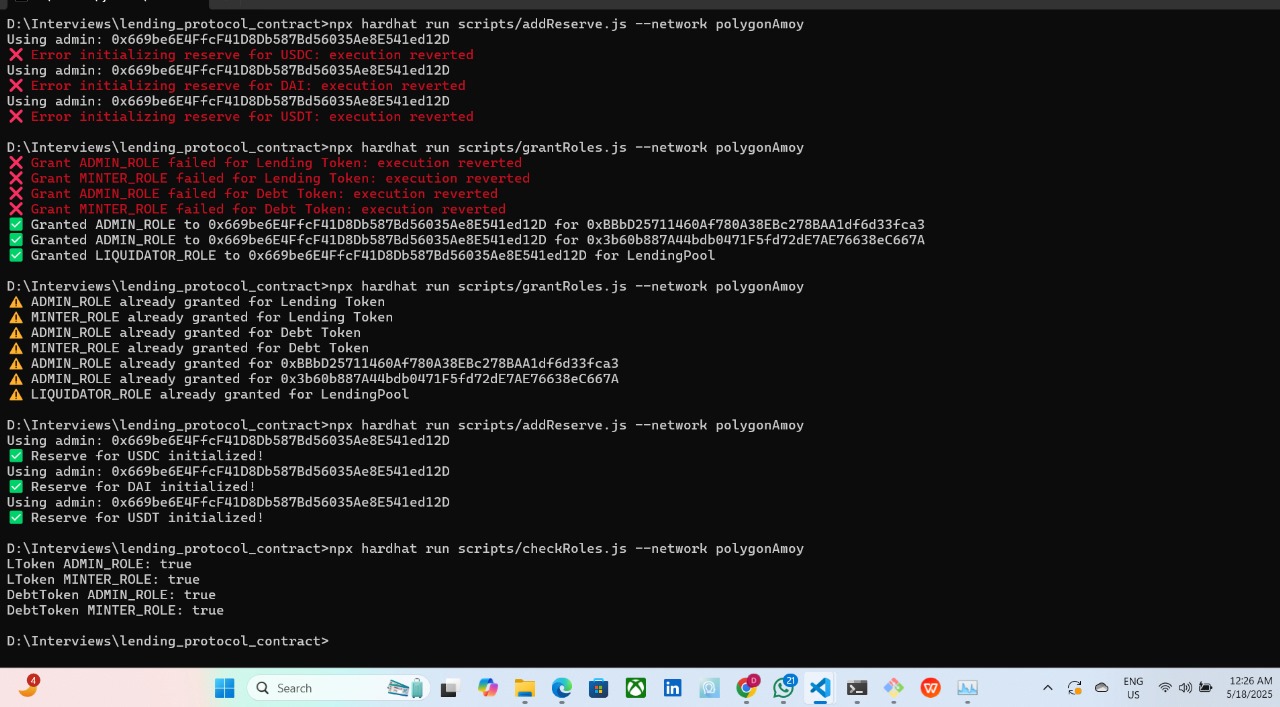 D:\Interviews\lending_protocol_contract>npx hardhat run scripts/addReserve.js --network polygonAmoy
Using admin: 0x669be6E4FfcF41D8Db587Bd56035Ae8E541ed12D
❌ Error initializing reserve for USDC: execution reverted
Using admin: 0x669be6E4FfcF41D8Db587Bd56035Ae8E541ed12D
❌ Error initializing reserve for DAI: execution reverted
Using admin: 0x669be6E4FfcF41D8Db587Bd56035Ae8E541ed12D
❌ Error initializing reserve for USDT: execution reverted
D:\Interviews\lending_protocol_contract>npx hardhat run scripts/grantRoles.js --network polygonAmoy
❌ Grant ADMIN_ROLE failed for Lending Token: execution reverted
❌ Grant MINTER_ROLE failed for Lending Token: execution reverted
❌ Grant ADMIN_ROLE failed for Debt Token: execution reverted
❌ Grant MINTER_ROLE failed for Debt Token: execution reverted
✅ Granted ADMIN_ROLE to 0x669be6E4FfcF41D8Db587Bd56035Ae8E541ed12D for 0xBBbD25711460Af780A38EBc278BAA1df6d33fca3
✅ Granted ADMIN_ROLE to 0x669be6E4FfcF41D8Db587Bd56035Ae8E541ed12D for 0x3b60b887A44bdb0471F5fd72dE7AE76638eC667A
✅ Granted LIQUIDATOR_ROLE to 0x669be6E4FfcF41D8Db587Bd56035Ae8E541ed12D for LendingPool
D:\Interviews\lending_protocol_contract>npx hardhat run scripts/grantRoles.js --network polygonAmoy
⚠ ADMIN_ROLE already granted for Lending Token
⚠ MINTER_ROLE already granted for Lending Token
⚠ ADMIN_ROLE already granted for Debt Token
⚠ MINTER_ROLE already granted for Debt Token
⚠ ADMIN_ROLE already granted for 0xBBbD25711460Af780A38EBc278BAA1df6d33fca3
⚠ ADMIN_ROLE already granted for 0x3b60b887A44bdb0471F5fd72dE7AE76638eC667A
⚠ LIQUIDATOR_ROLE already granted for LendingPool
D:\Interviews\lending_protocol_contract>npx hardhat run scripts/addReserve.js --network polygonAmoy
Using admin: 0x669be6E4FfcF41D8Db587Bd56035Ae8E541ed12D
✅ Reserve for USDC initialized!
Using admin: 0x669be6E4FfcF41D8Db587Bd56035Ae8E541ed12D
✅ Reserve for DAI initialized!
Using admin: 0x669be6E4FfcF41D8Db587Bd56035Ae8E541ed12D
✅ Reserve for USDT initialized!
D:\Interviews\lending_protocol_contract>npx hardhat run scripts/checkRoles.js --network polygonAmoy
LToken ADMIN_ROLE: true
LToken MINTER_ROLE: true
DebtToken ADMIN_ROLE: true
DebtToken MINTER_ROLE: true
D:\Interviews\lending_protocol_contract>
4
Search
D
21
ENG
US
12:26 AM
5/18/2025